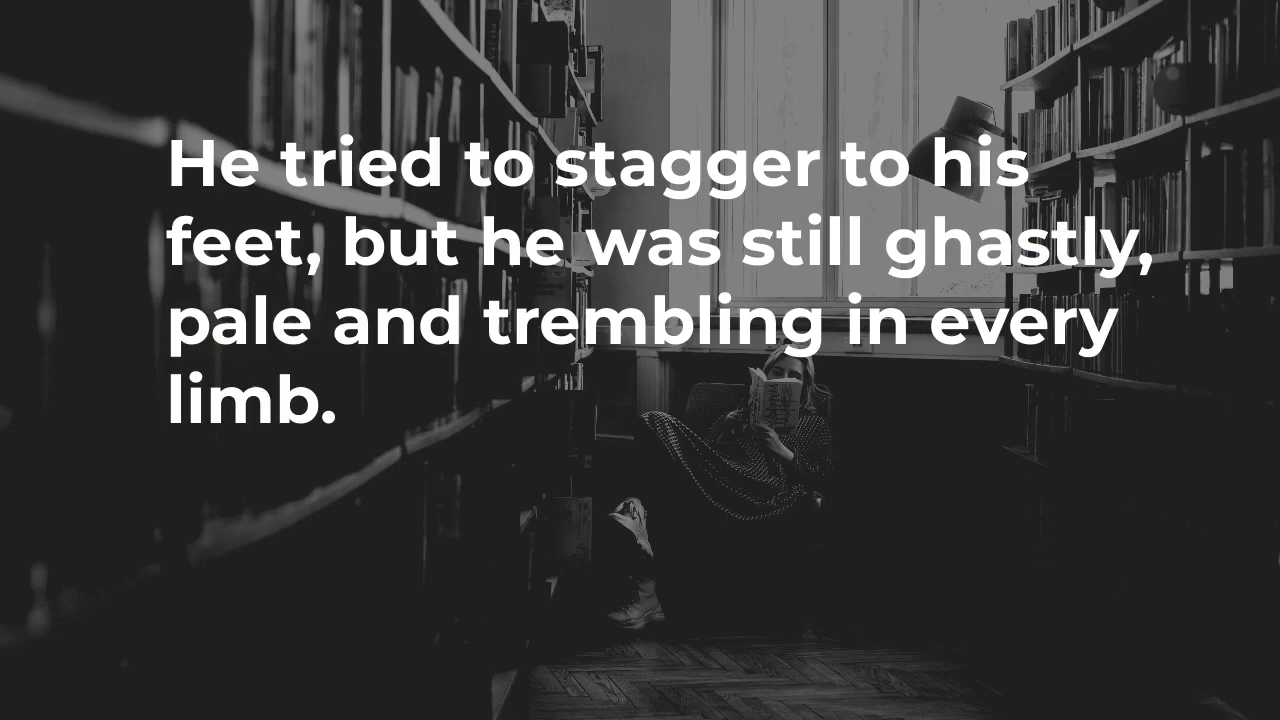 He tried to stagger to his
feet, but he was still ghastly,
pale and trembling in every
limb.